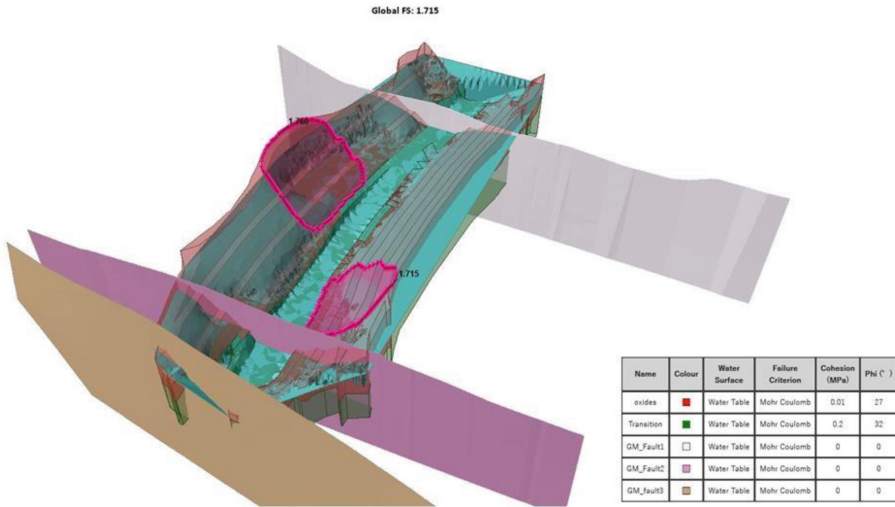 Global FS: 1.715
1.760
1.715
Name Colour Water Surface Failure Criterion Cohesion (MPa) Phi (°)
oxides Water Table Mohr Coulomb 0.01 27
Transition Water Table Mohr Coulomb 0.2 32
GM_Fault1 Water Table Mohr Coulomb 0 0
GM_Fault2 Water Table Mohr Coulomb 0 0
GM_fault3 Water Table Mohr Coulomb 0 0